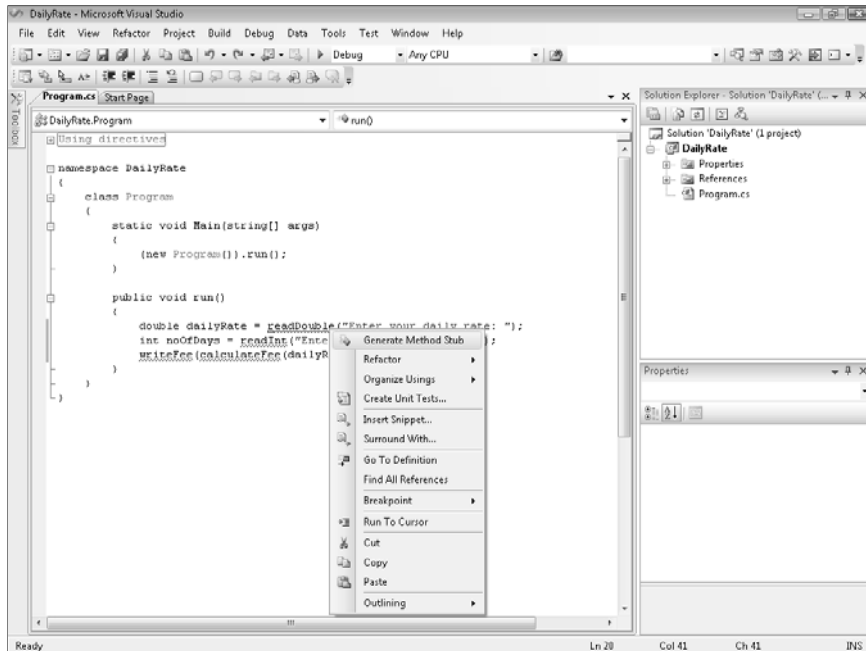 DailyRate - Microsoft Visual Studio
File Edit View Refactor Project Build Debug Data Tools Test Window Help
Debug Any CPU
Toolbox
Program.cs Start Page
DailyRate.Program run()
Using directives
namespace DailyRate
{
class Program
{
static void Main(string[] args)
{
(new Program()).run();
}
public void run()
{
double dailyRate = readDouble("Enter your daily rate: ");
int noOfDays = readInt("Ente );
writeFee(calculateFee(dailyR
}
}
}
Generate Method Stub
Refactor
Organize Usings
Create Unit Tests...
Insert Snippet...
Surround With...
Go To Definition
Find All References
Breakpoint
Run To Cursor
Cut
Copy
Paste
Outlining
Solution Explorer - Solution 'DailyRate' (...
Solution 'DailyRate' (1 project)
DailyRate
Properties
References
Program.cs
Properties
Ready Ln 20 Col 41 Ch 41 INS